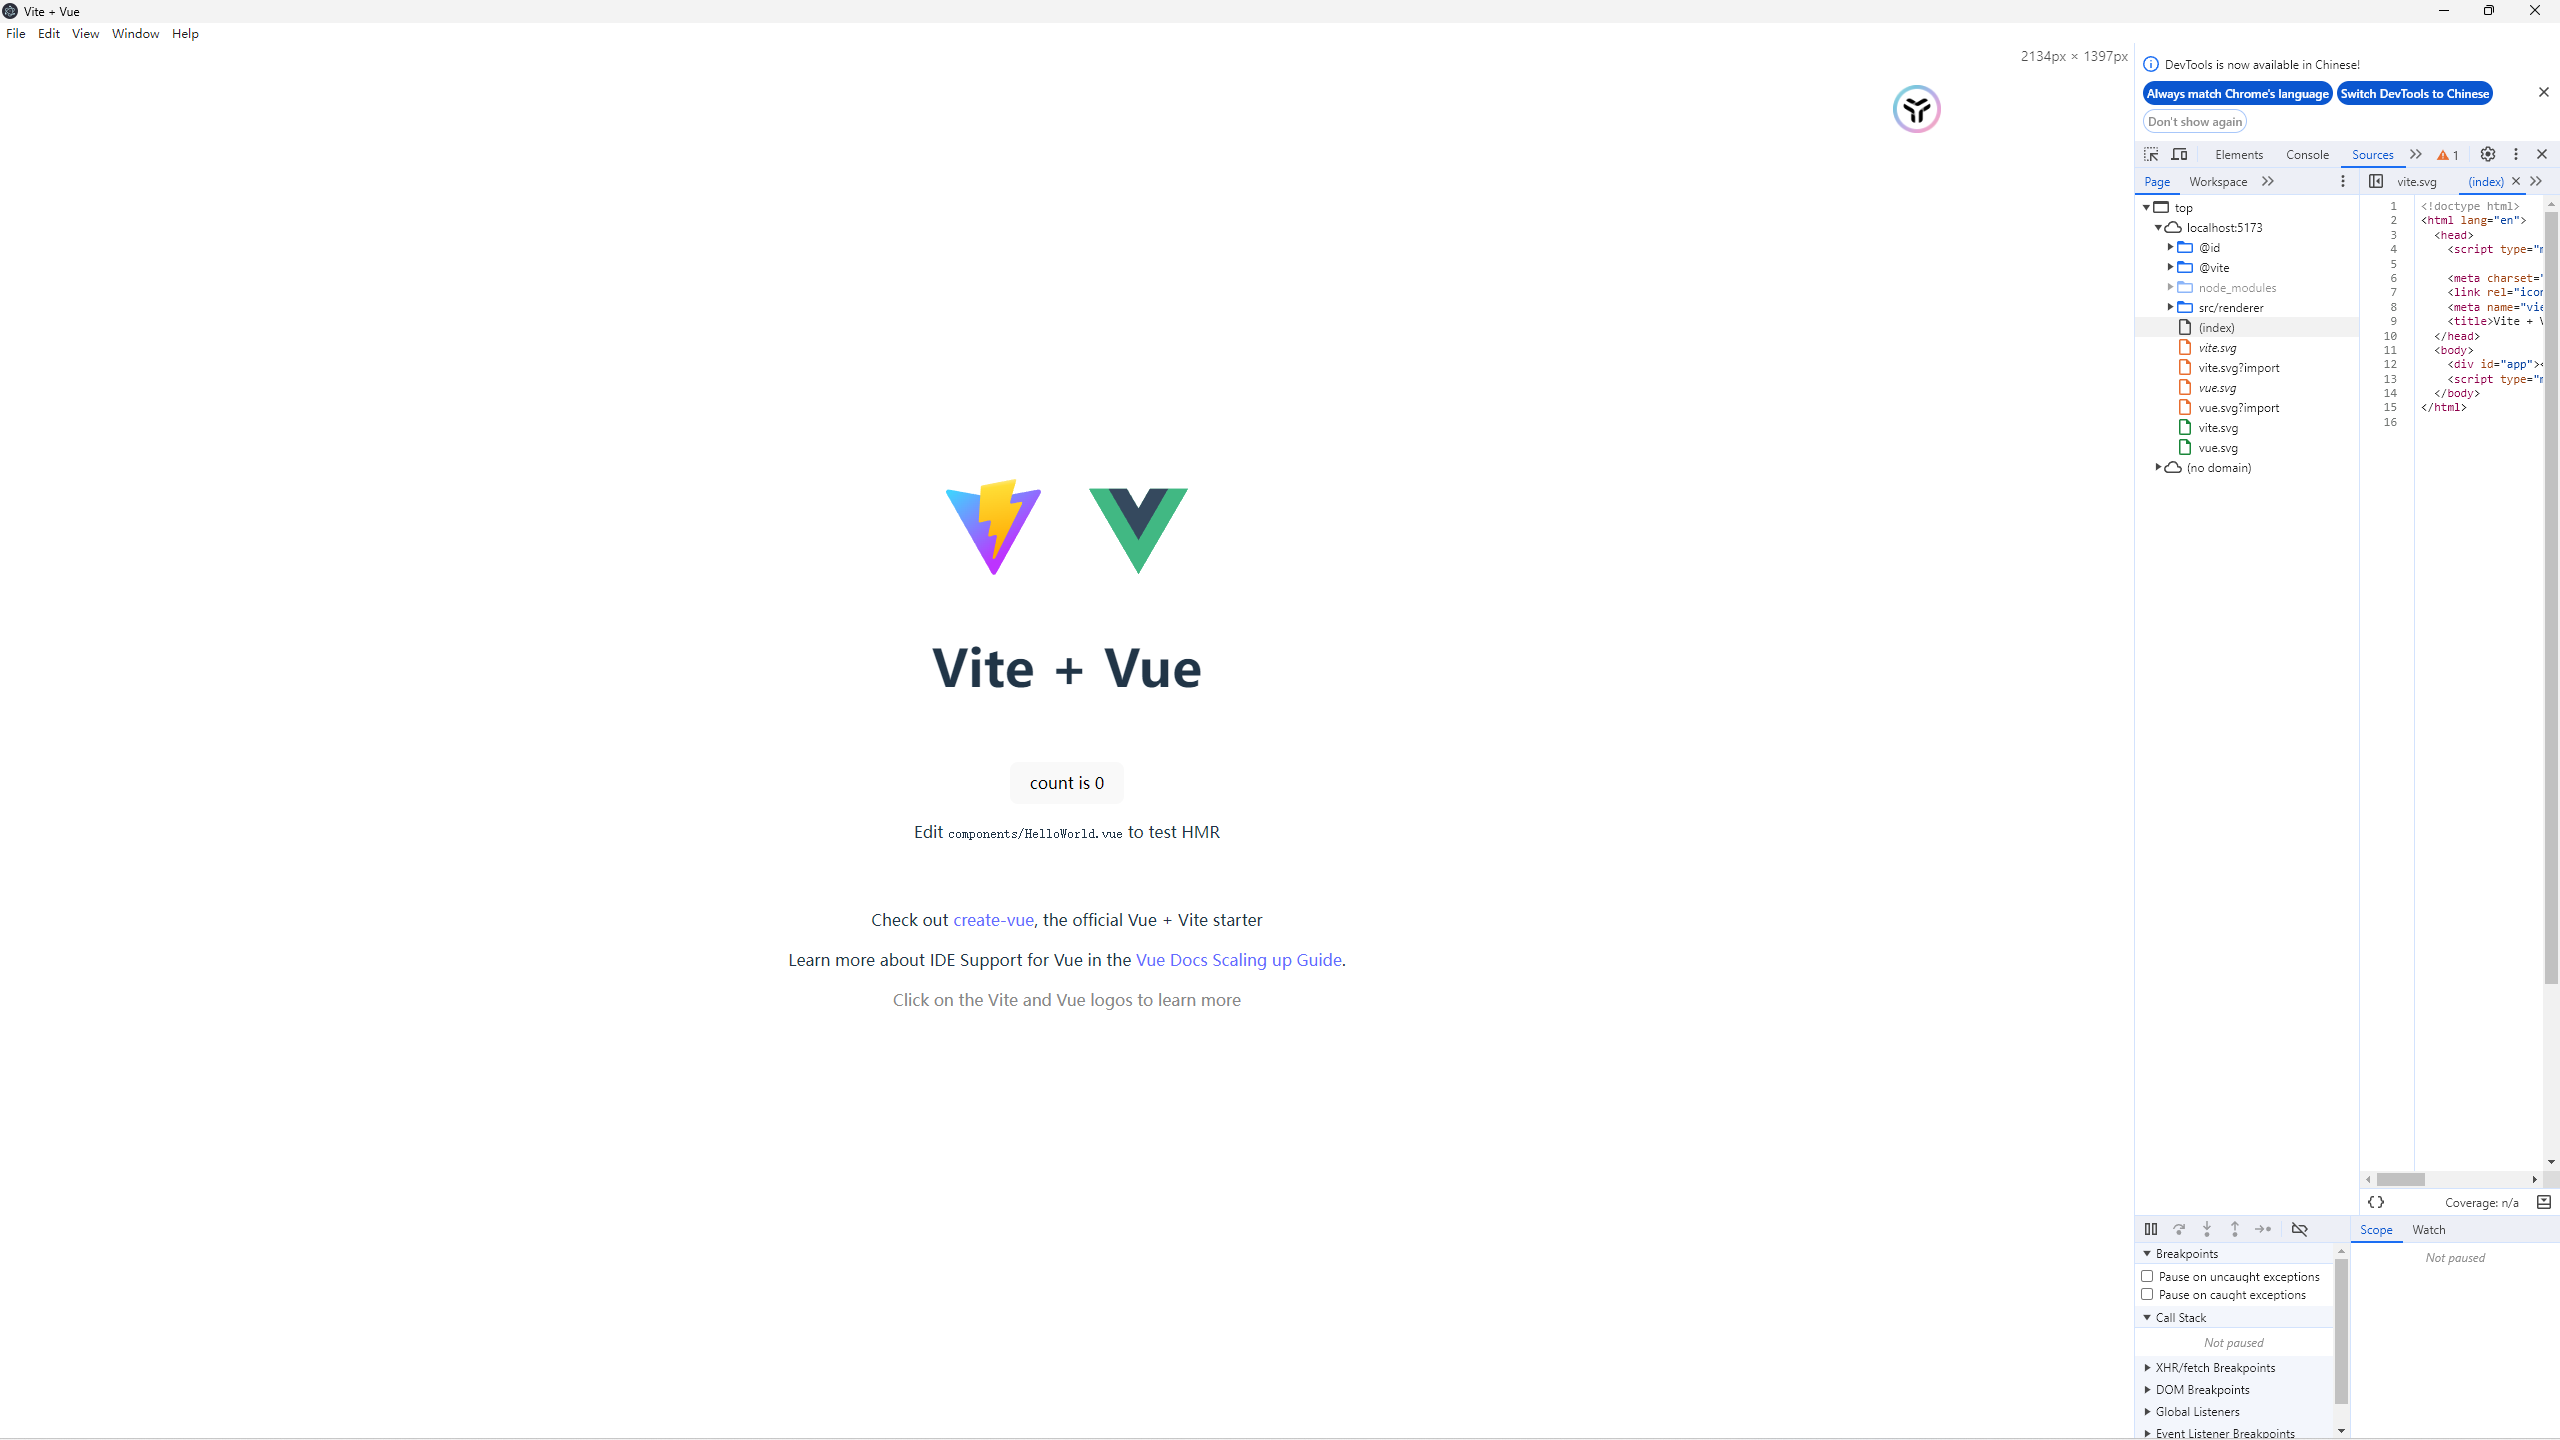 Vite + Vue
File Edit View Window Help
2134px × 1397px
Vite + Vue
count is 0
Edit components/HelloWorld.vue to test HMR
Check out create-vue, the official Vue + Vite starter
Learn more about IDE Support for Vue in the Vue Docs Scaling up Guide.
Click on the Vite and Vue logos to learn more
DevTools is now available in Chinese!
Always match Chrome's language Switch DevTools to Chinese
Don't show again
Elements Console Sources 1
Page Workspace
top
localhost:5173
@id
@vite
node_modules
src/renderer
(index)
vite.svg
vite.svg?import
vue.svg
vue.svg?import
vite.svg
vue.svg
(no domain)
vite.svg (index)
1 <!doctype html>
2 <html lang="en">
3 <head>
4 <script type="m
5
6 <meta charset="
7 <link rel="icon
8 <meta name="vie
9 <title>Vite + V
10 </head>
11 <body>
12 <div id="app"><
13 <script type="m
14 </body>
15 </html>
16
{} Coverage: n/a
Breakpoints
Pause on uncaught exceptions
Pause on caught exceptions
Call Stack
Not paused
XHR/fetch Breakpoints
DOM Breakpoints
Global Listeners
Event Listener Breakpoints
Scope Watch
Not paused